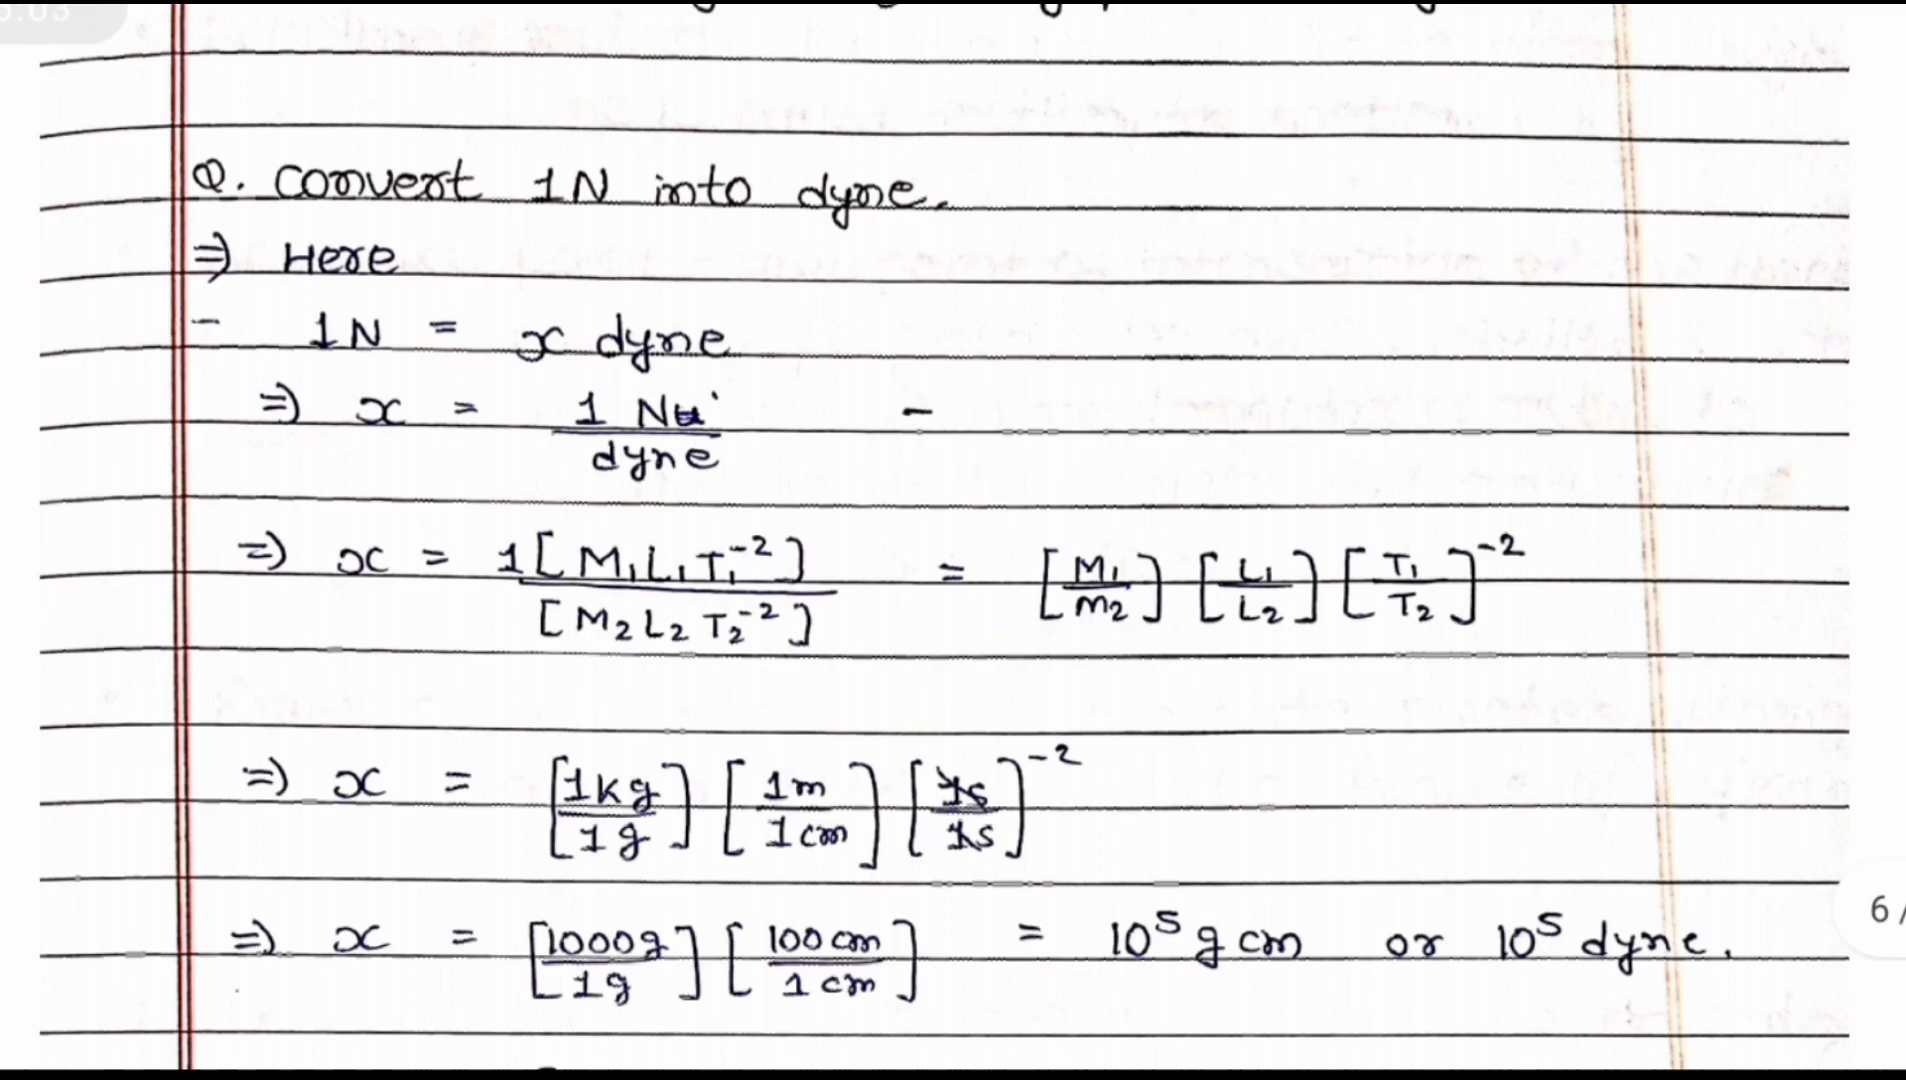 5:03
Q. convert 1N into dyne.
⇒ Here
- 1N = x dyne
⇒ x = 1 N / dyne -
⇒ x = 1[M₁L₁T₁⁻²] / [M₂L₂T₂⁻²] = [M₁/M₂] [L₁/L₂] [T₁/T₂]⁻²
⇒ x = [1kg/1g] [1m/1cm] [1s/1s]⁻²
⇒ x = [1000g/1g] [100cm/1cm] = 10⁵ g cm or 10⁵ dyne.
6/